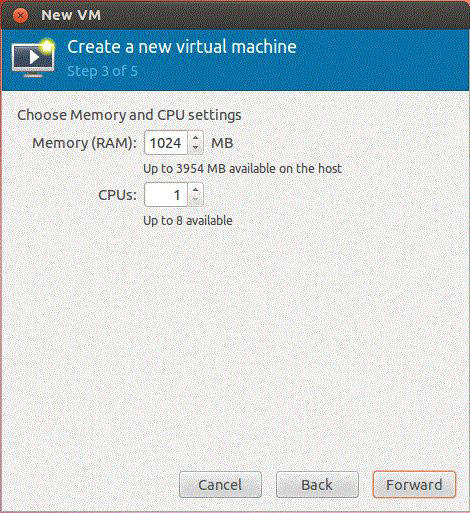 New VM
Create a new virtual machine
Step 3 of 5
Choose Memory and CPU settings
Memory (RAM): 1024 MB
Up to 3954 MB available on the host
CPUs: 1
Up to 8 available
Cancel Back Forward